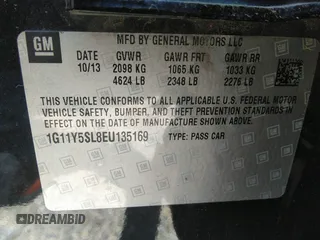 GM
MFD BY GENERAL MOTORS LLC
DATE GVWR GAWR FRT GAWR RR
10/13 2098 KG 1065 KG 1033 KG
4624 LB 2348 LB 2276 LB
THIS VEHICLE CONFORMS TO ALL APPLICABLE U.S. FEDERAL MOTOR
VEHICLE SAFETY, BUMPER, AND THEFT PREVENTION STANDARDS
IN EFFECT ON THE DATE OF MANUFACTURE SHOWN ABOVE.
1G11Y5SL8EU135169 TYPE: PASS CAR
DREAMBID